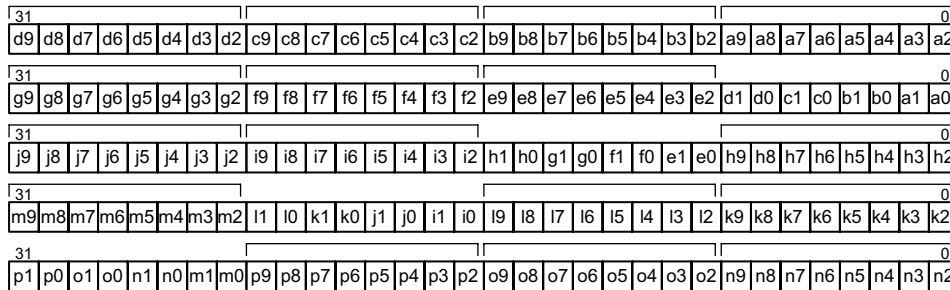 31 0
d9 d8 d7 d6 d5 d4 d3 d2 c9 c8 c7 c6 c5 c4 c3 c2 b9 b8 b7 b6 b5 b4 b3 b2 a9 a8 a7 a6 a5 a4 a3 a2
31 0
g9 g8 g7 g6 g5 g4 g3 g2 f9 f8 f7 f6 f5 f4 f3 f2 e9 e8 e7 e6 e5 e4 e3 e2 d1 d0 c1 c0 b1 b0 a1 a0
31 0
j9 j8 j7 j6 j5 j4 j3 j2 i9 i8 i7 i6 i5 i4 i3 i2 h1 h0 g1 g0 f1 f0 e1 e0 h9 h8 h7 h6 h5 h4 h3 h2
31 0
m9 m8 m7 m6 m5 m4 m3 m2 l1 l0 k1 k0 j1 j0 i1 i0 l9 l8 l7 l6 l5 l4 l3 l2 k9 k8 k7 k6 k5 k4 k3 k2
31 0
p1 p0 o1 o0 n1 n0 m1 m0 p9 p8 p7 p6 p5 p4 p3 p2 o9 o8 o7 o6 o5 o4 o3 o2 n9 n8 n7 n6 n5 n4 n3 n2